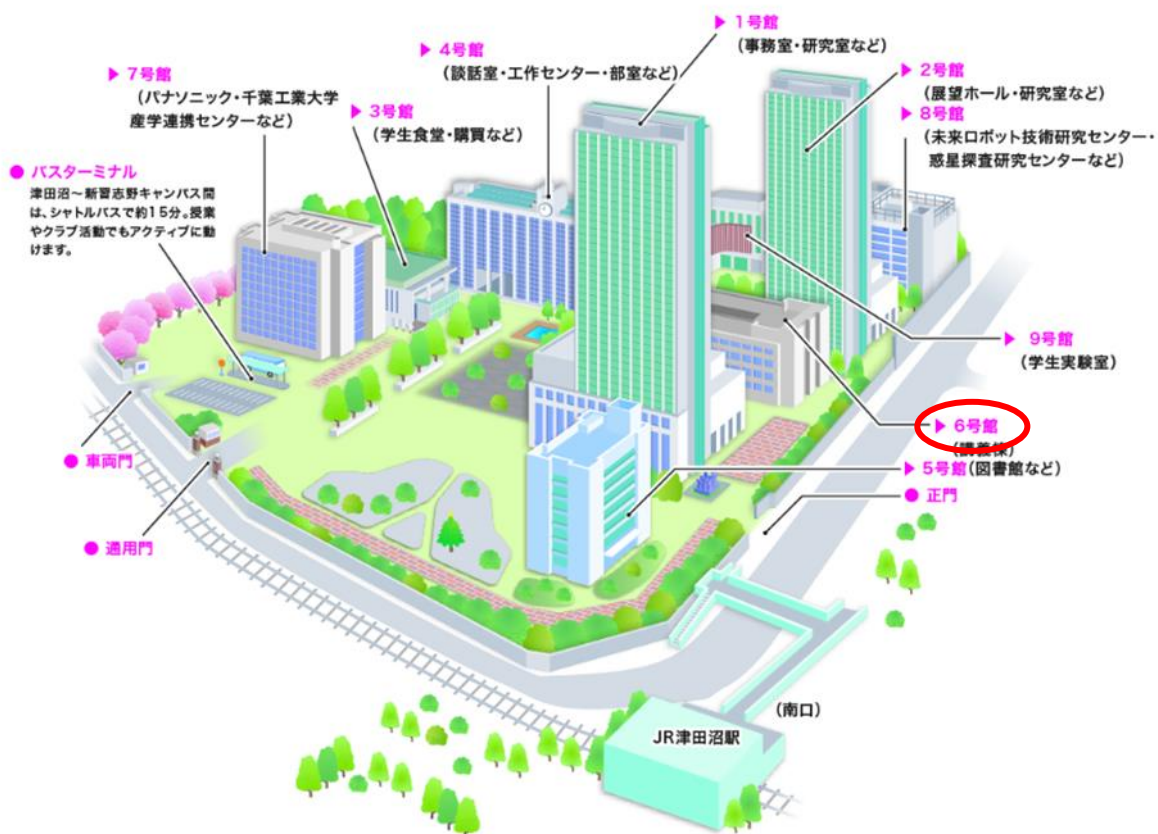 ▶ 1号館
(事務室・研究室など)
▶ 4号館
(談話室・工作センター・部室など)
▶ 7号館
(パナソニック・千葉工業大学
産学連携センターなど)
▶ 3号館
(学生食堂・購買など)
▶ 2号館
(展望ホール・研究室など)
▶ 8号館
(未来ロボット技術研究センター・
惑星探査研究センターなど)
● バスターミナル
津田沼〜新習志野キャンパス間
は、シャトルバスで約15分。授業
やクラブ活動でもアクティブに動
けます。
▶ 9号館
(学生実験室)
▶ 6号館
(講義棟)
▶ 5号館(図書館など)
● 正門
● 車両門
● 通用門
(南口)
JR津田沼駅